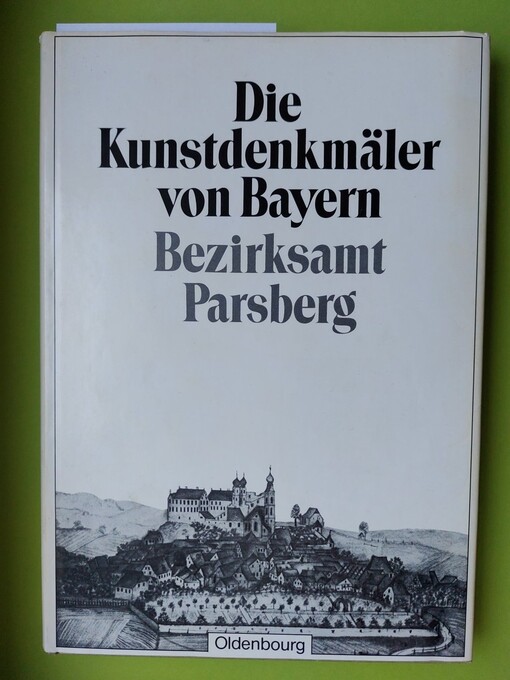 Die
Kunstdenkmäler
von Bayern
Bezirksamt
Parsberg
Oldenbourg